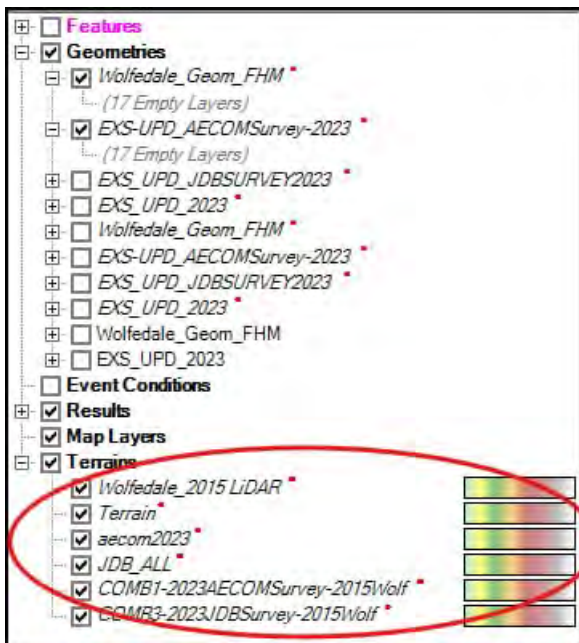 Features
Geometries
Wolfedale_Geom_FHM
(17 Empty Layers)
EXS-UPD_AECOMSurvey-2023
(17 Empty Layers)
EXS_UPD_JDBSURVEY2023
EXS_UPD_2023
Wolfedale_Geom_FHM
EXS-UPD_AECOMSurvey-2023
EXS_UPD_JDBSURVEY2023
EXS_UPD_2023
Wolfedale_Geom_FHM
EXS_UPD_2023
Event Conditions
Results
Map Layers
Terrains
Wolfedale_2015 LiDAR
Terrain
aecom2023
JDB_ALL
COMB1-2023AECOMSurvey-2015Wolf
COMB3-2023JDBSurvey-2015Wolf